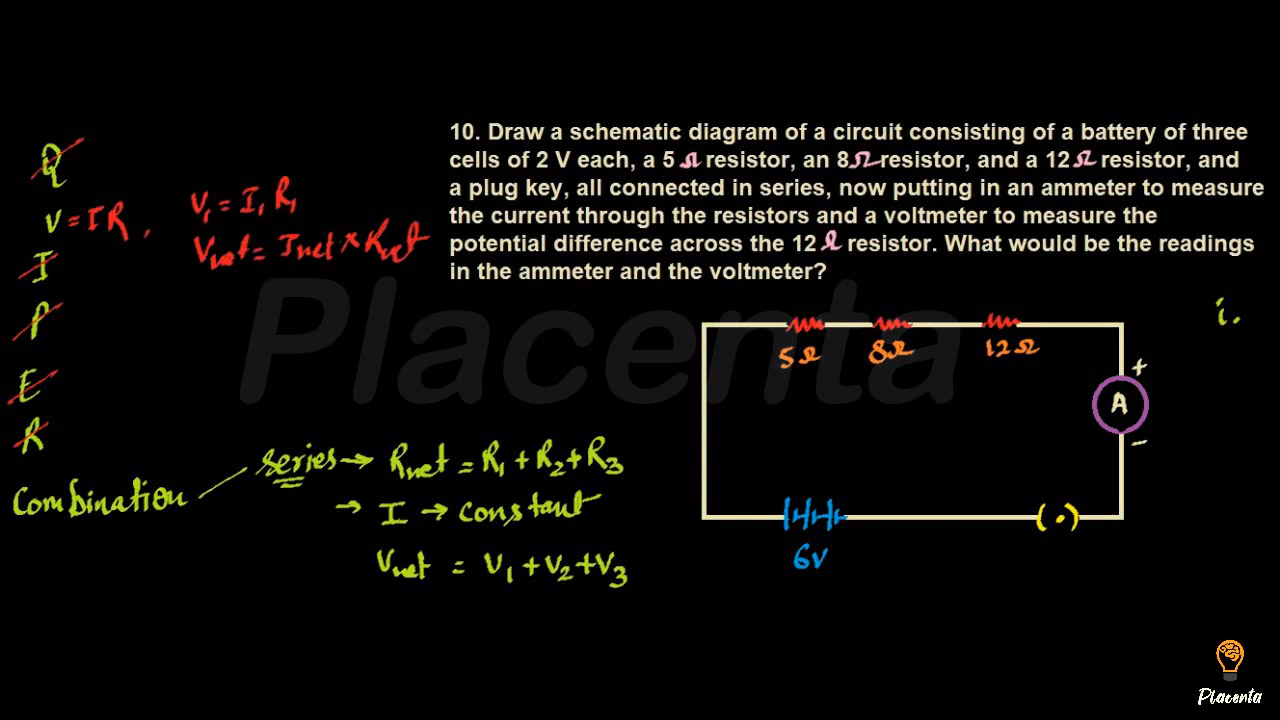 10. Draw a schematic diagram of a circuit consisting of a battery of three
cells of 2 V each, a 5 Ω resistor, an 8Ω resistor, and a 12 Ω resistor, and
a plug key, all connected in series, now putting in an ammeter to measure
the current through the resistors and a voltmeter to measure the
potential difference across the 12 Ω resistor. What would be the readings
in the ammeter and the voltmeter?
Q
V = IR,
I
P
E
R
V₁ = I₁ R₁
Vnet = Inet × Rnet
Combination
series → Rnet = R₁ + R₂ + R₃
→ I → constant
Vnet = V₁ + V₂ + V₃
5Ω 8Ω 12Ω
+
A
−
6V
i.
Placenta
Placenta